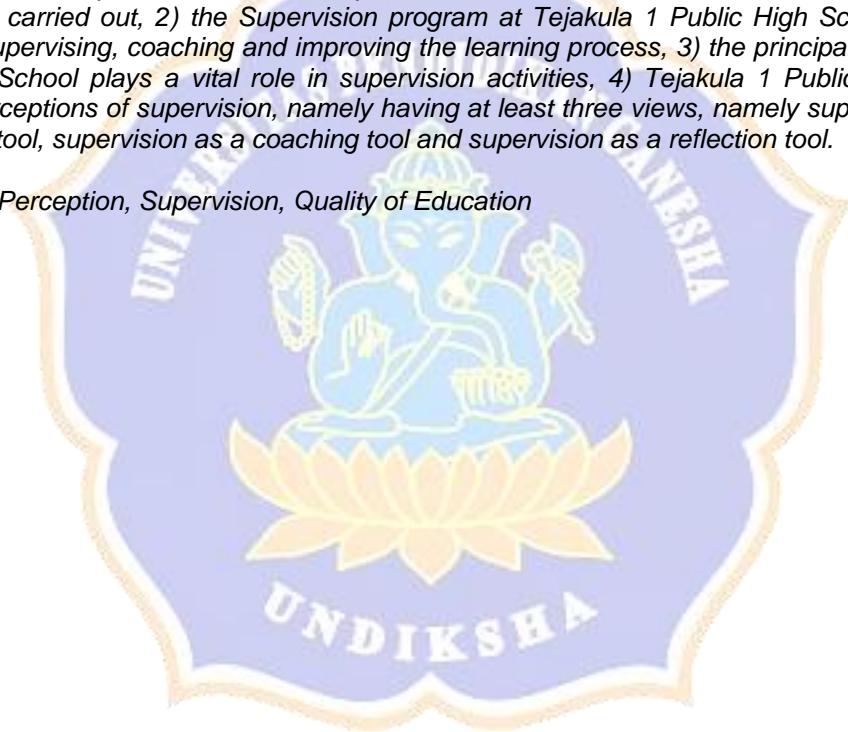 carried out, 2) the Supervision program at Tejakula 1 Public High Sc
upervising, coaching and improving the learning process, 3) the principa
School plays a vital role in supervision activities, 4) Tejakula 1 Public
ceptions of supervision, namely having at least three views, namely sup
tool, supervision as a coaching tool and supervision as a reflection tool.
Perception, Supervision, Quality of Education
UNIVERSITAS PENDIDIKAN GANESHA
UNDIKSHA